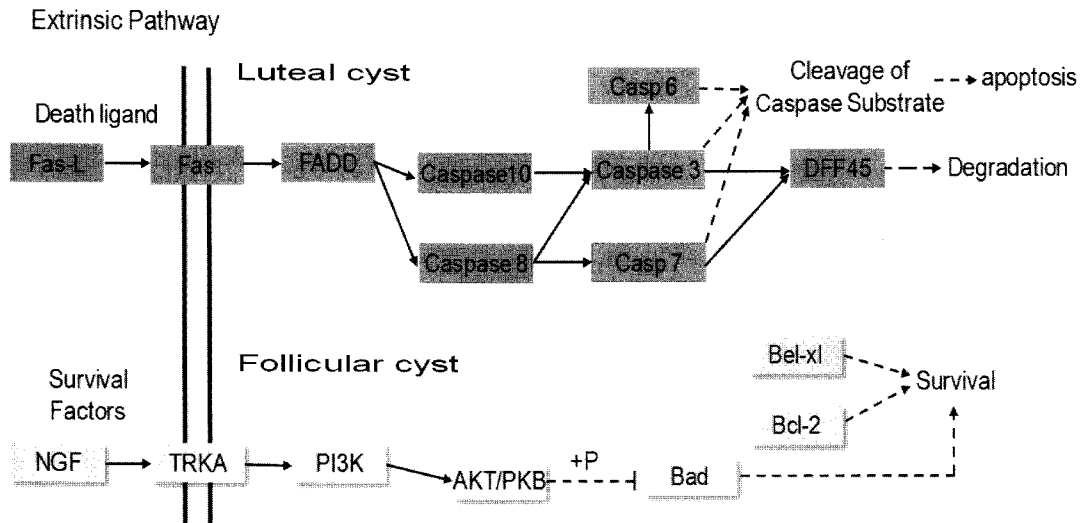 Extrinsic Pathway
Luteal cyst
Death ligand
Casp 6
Cleavage of
Caspase Substrate
apoptosis
Fas-L
Fas
FADD
Caspase10
Caspase 3
DFF45
Degradation
Caspase 8
Casp 7
Follicular cyst
Survival
Factors
Bel-xl
Survival
Bcl-2
NGF
TRKA
PI3K
AKT/PKB
+P
Bad